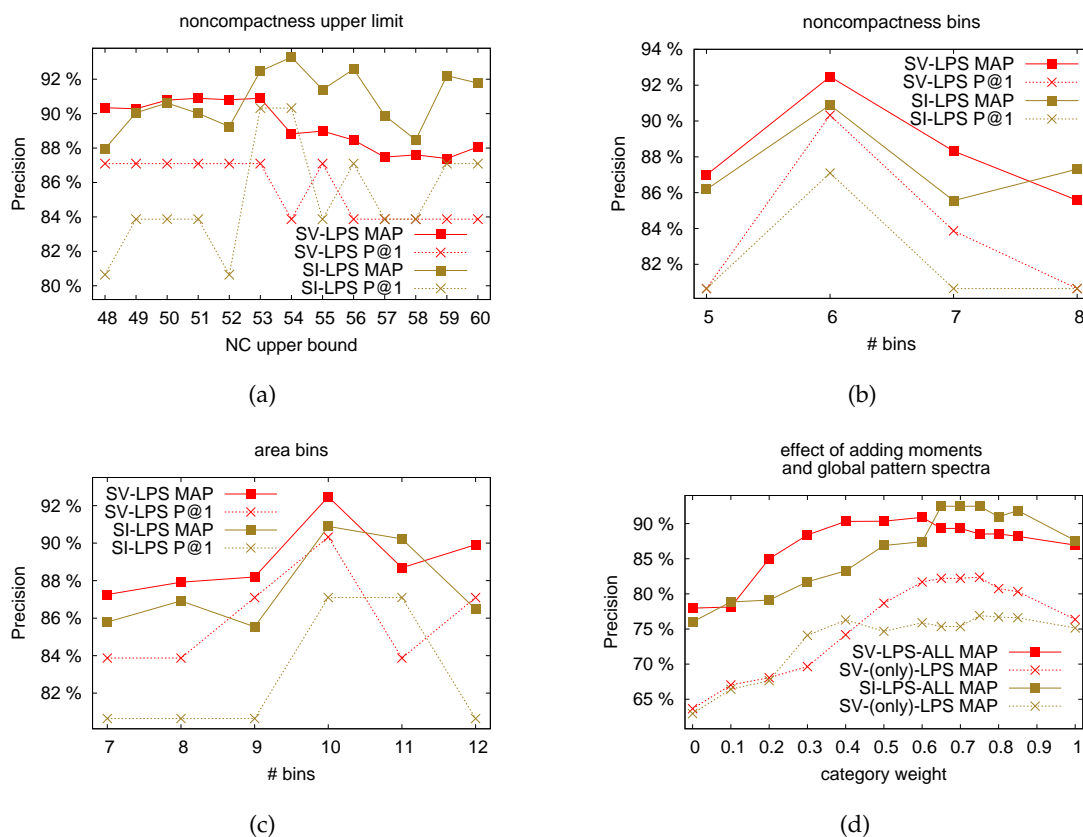 noncompactness upper limit
92 %
90 %
88 %
86 %
84 %
82 %
80 %
Precision
SV-LPS MAP
SV-LPS P@1
SI-LPS MAP
SI-LPS P@1
48 49 50 51 52 53 54 55 56 57 58 59 60
NC upper bound
(a)
noncompactness bins
94 %
92 %
90 %
88 %
86 %
84 %
82 %
Precision
SV-LPS MAP
SV-LPS P@1
SI-LPS MAP
SI-LPS P@1
5 6 7 8
# bins
(b)
area bins
92 %
90 %
88 %
86 %
84 %
82 %
Precision
SV-LPS MAP
SV-LPS P@1
SI-LPS MAP
SI-LPS P@1
7 8 9 10 11 12
# bins
(c)
effect of adding moments
and global pattern spectra
90 %
85 %
80 %
75 %
70 %
65 %
Precision
SV-LPS-ALL MAP
SV-(only)-LPS MAP
SI-LPS-ALL MAP
SV-(only)-LPS MAP
0 0.1 0.2 0.3 0.4 0.5 0.6 0.7 0.8 0.9 1
category weight
(d)